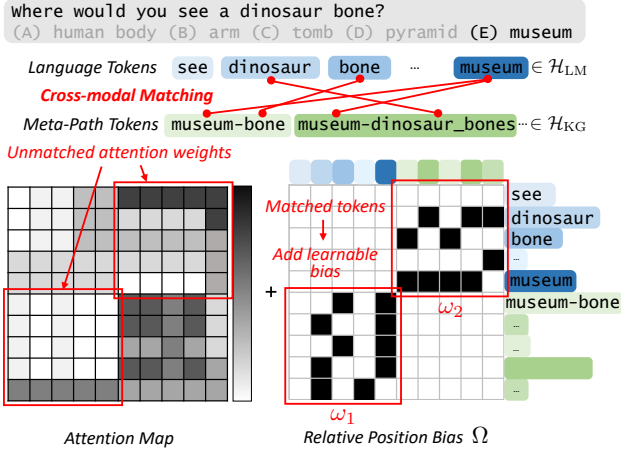 where would you see a dinosaur bone?
(A) human body (B) arm (C) tomb (D) pyramid (E) museum
Language Tokens see dinosaur bone ... museum ∈ H_LM
Cross-modal Matching
Meta-Path Tokens museum-bone museum-dinosaur_bones ... ∈ H_KG
Unmatched attention weights
Matched tokens
Add learnable
bias
see
dinosaur
bone
...
museum
museum-bone
...
...
...
+
ω₂
ω₁
Attention Map
Relative Position Bias Ω